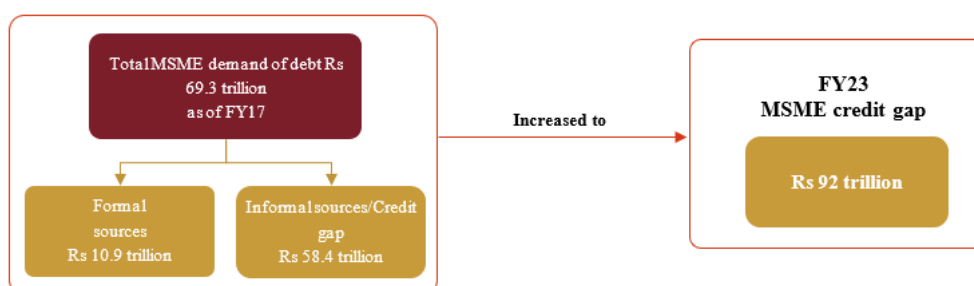 Total MSME demand of debt Rs
69.3 trillion
as of FY17
Formal
sources
Rs 10.9 trillion
Informal sources/Credit
gap
Rs 58.4 trillion
Increased to
FY23
MSME credit gap
Rs 92 trillion